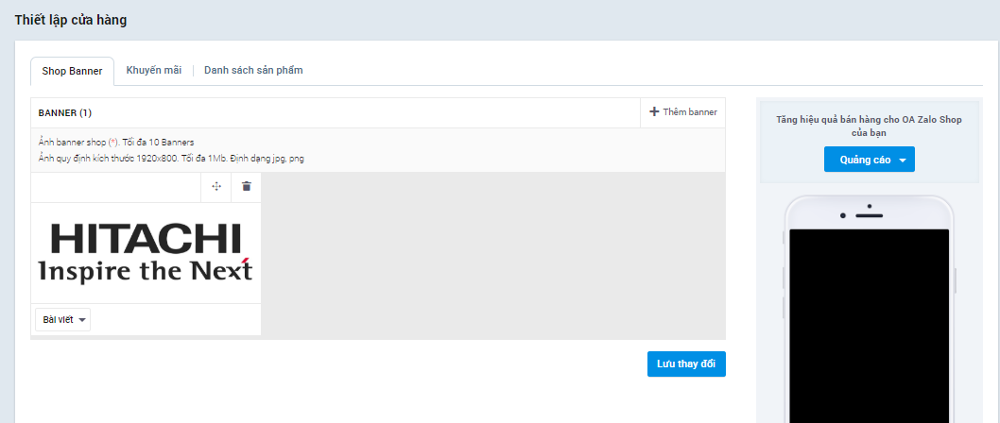 Thiết lập cửa hàng
Shop Banner
Khuyến mãi
Danh sách sản phẩm
BANNER (1)
Thêm banner
Ảnh banner shop (*). Tối đa 10 Banners
Ảnh quy định kích thước 1920x800. Tối đa 1Mb. Định dạng jpg, png
HITACHI
Inspire the Next
Bài viết
Lưu thay đổi
Tăng hiệu quả bán hàng cho OA Zalo Shop
của bạn
Quảng cáo